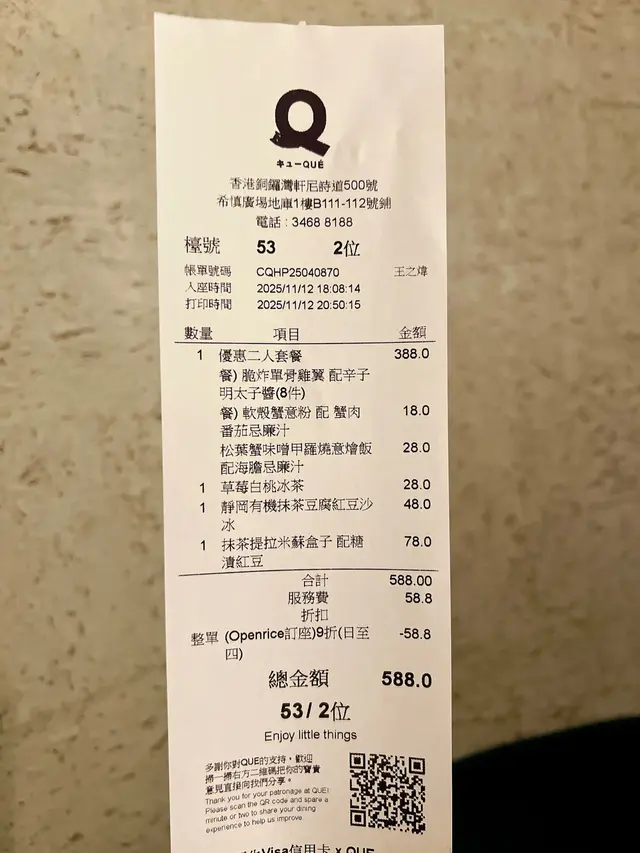 Q
キューQUÉ
香港銅鑼灣軒尼詩道500號
希慎廣場地庫1樓B111-112號鋪
電話：3468 8188
檯號 53 2位
帳單號碼 CQHP25040870 王之煒
入座時間 2025/11/12 18:08:14
打印時間 2025/11/12 20:50:15
數量 項目 金額
1 優惠二人套餐 388.0
餐) 脆炸單骨雞翼 配辛子
明太子醬(8件)
餐) 軟殼蟹意粉 配 蟹肉 18.0
番茄忌廉汁
松葉蟹味噌甲羅燒意燴飯 28.0
配海膽忌廉汁
1 草莓白桃冰茶 28.0
1 靜岡有機抹茶豆腐紅豆沙 48.0
冰
1 抹茶提拉米蘇盒子 配糖 78.0
漬紅豆
合計 588.00
服務費 58.8
折扣
整單 (Openrice訂座)9折(日至 -58.8
四)
總金額 588.0
53/ 2位
Enjoy little things
多謝你對QUE的支持，歡迎
掃一掃右方二維碼把你的寶貴
意見直接向我們分享。
Thank you for your patronage at QUE!
Please scan the QR code and spare a
minute or two to share your dining
experience to help us improve.
Visa信用卡 x QUE